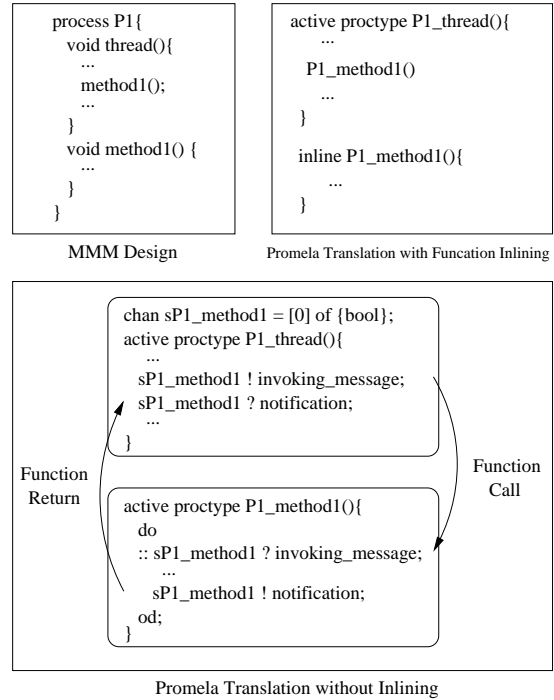 process P1{
void thread(){
...
method1();
...
}
void method1() {
...
}
}
MMM Design
active proctype P1_thread(){
...
P1_method1()
...
}
inline P1_method1(){
...
}
Promela Translation with Funcation Inlining
chan sP1_method1 = [0] of {bool};
active proctype P1_thread(){
...
sP1_method1 ! invoking_message;
sP1_method1 ? notification;
...
}
Function
Return
Function
Call
active proctype P1_method1(){
do
:: sP1_method1 ? invoking_message;
...
sP1_method1 ! notification;
od;
}
Promela Translation without Inlining